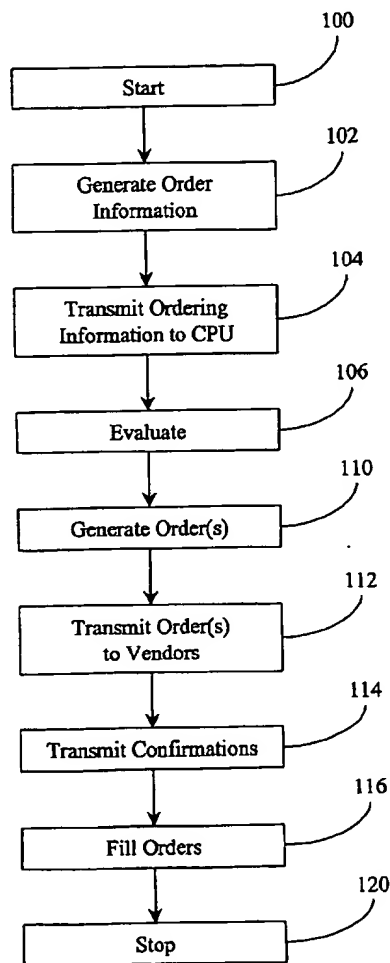 100
Start
102
Generate Order
Information
104
Transmit Ordering
Information to CPU
106
Evaluate
110
Generate Order(s)
112
Transmit Order(s)
to Vendors
114
Transmit Confirmations
116
Fill Orders
120
Stop